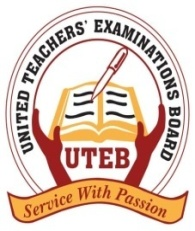 UNITED TEACHERS' EXAMINATIONS BOARD
UTEB
Service With Passion